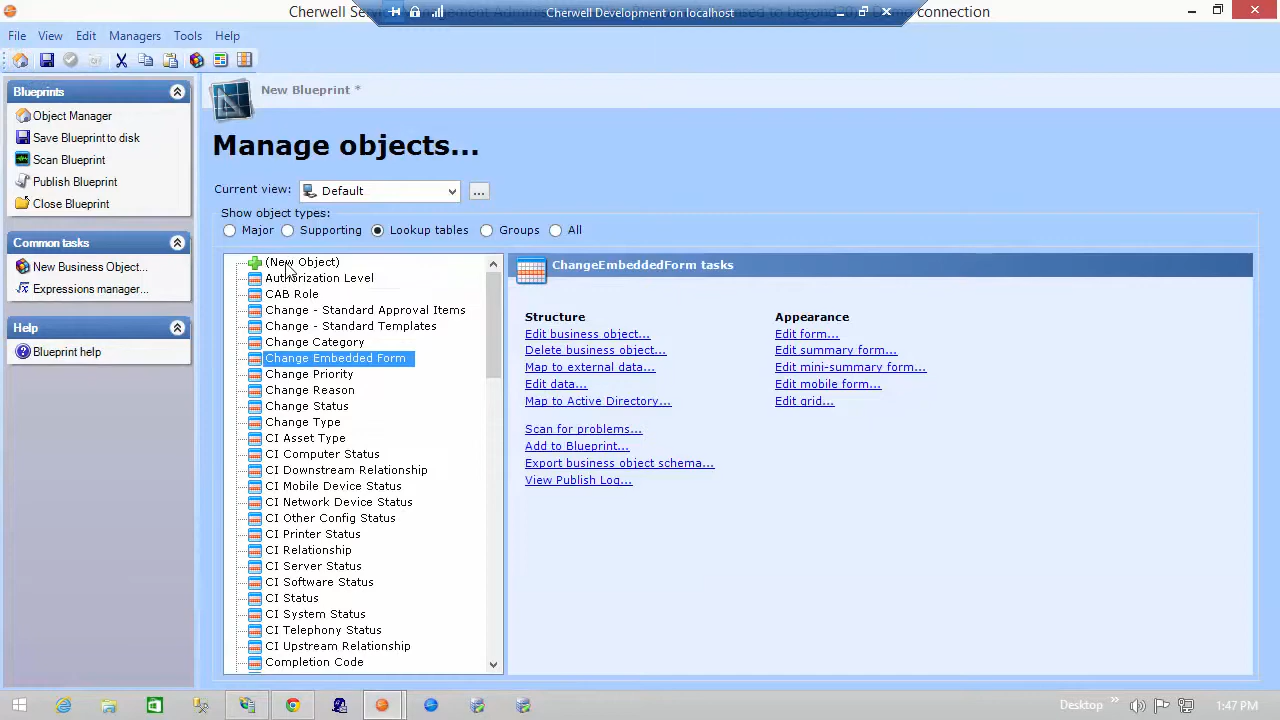 Cherwell Service Management Administ
Cherwell Development on localhost
onnection
File View Edit Managers Tools Help
Blueprints
Object Manager
Save Blueprint to disk
Scan Blueprint
Publish Blueprint
Close Blueprint
Common tasks
New Business Object...
Expressions manager...
Help
Blueprint help
New Blueprint *
Manage objects...
Current view: Default ...
Show object types:
Major Supporting Lookup tables Groups All
(New Object)
Authorization Level
CAB Role
Change - Standard Approval Items
Change - Standard Templates
Change Category
Change Embedded Form
Change Priority
Change Reason
Change Status
Change Type
CI Asset Type
CI Computer Status
CI Downstream Relationship
CI Mobile Device Status
CI Network Device Status
CI Other Config Status
CI Printer Status
CI Relationship
CI Server Status
CI Software Status
CI Status
CI System Status
CI Telephony Status
CI Upstream Relationship
Completion Code
ChangeEmbeddedForm tasks
Structure
Edit business object...
Delete business object...
Map to external data...
Edit data...
Map to Active Directory...
Scan for problems...
Add to Blueprint...
Export business object schema...
View Publish Log...
Appearance
Edit form...
Edit summary form...
Edit mini-summary form...
Edit mobile form...
Edit grid...
Desktop
1:47 PM